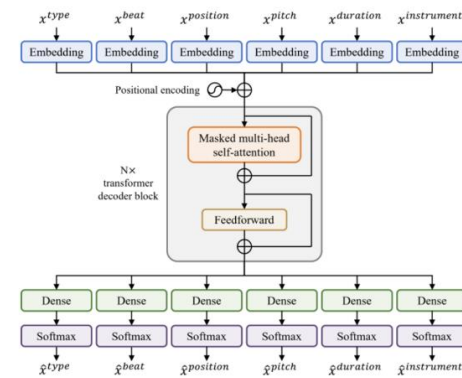 x^type x^beat x^position x^pitch x^duration x^instrument
Embedding Embedding Embedding Embedding Embedding Embedding
Positional encoding
Masked multi-head
self-attention
N×
transformer
decoder block
Feedforward
Dense Dense Dense Dense Dense Dense
Softmax Softmax Softmax Softmax Softmax Softmax
x̂^type x̂^beat x̂^position x̂^pitch x̂^duration x̂^instrument